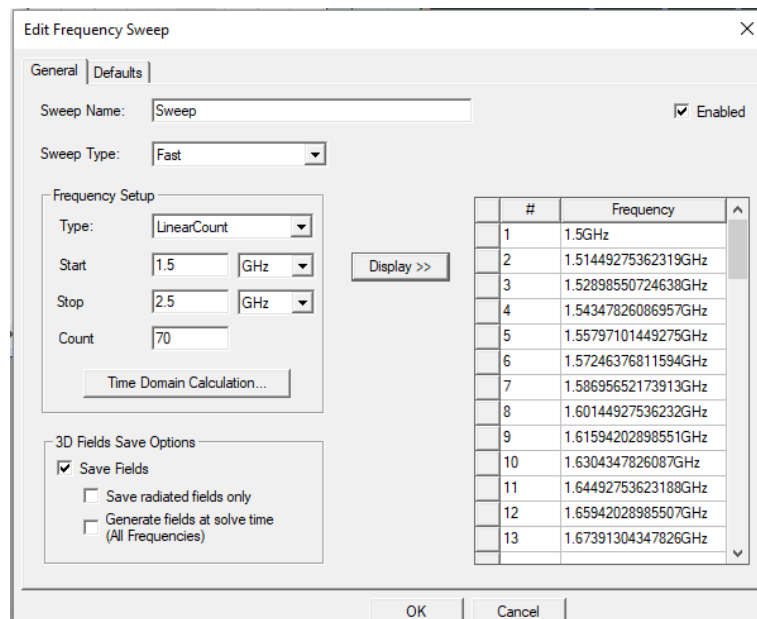 Edit Frequency Sweep
General Defaults
Sweep Name: Sweep Enabled
Sweep Type: Fast
Frequency Setup
Type: LinearCount
Start 1.5 GHz
Stop 2.5 GHz
Count 70
Time Domain Calculation...
Display >>
3D Fields Save Options
Save Fields
Save radiated fields only
Generate fields at solve time
(All Frequencies)
# Frequency
1 1.5GHz
2 1.51449275362319GHz
3 1.52898550724638GHz
4 1.54347826086957GHz
5 1.55797101449275GHz
6 1.57246376811594GHz
7 1.58695652173913GHz
8 1.60144927536232GHz
9 1.61594202898551GHz
10 1.6304347826087GHz
11 1.64492753623188GHz
12 1.65942028985507GHz
13 1.67391304347826GHz
OK Cancel